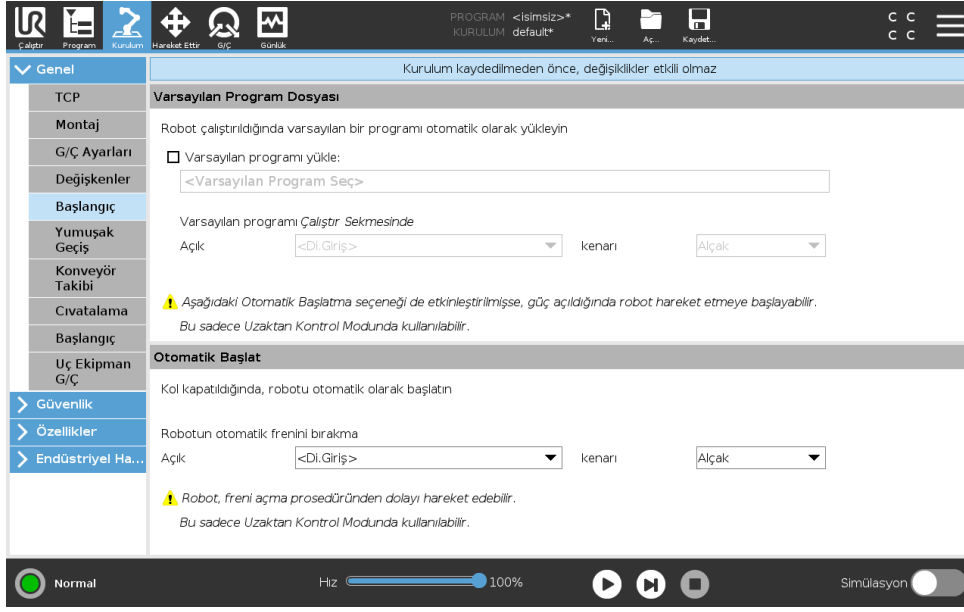 UR
PROGRAM <isimsiz>*
KURULUM default*
C C
C C
Çalıştır Program Kurulum Hareket Ettir G/Ç Günlük Yeni... Aç... Kaydet...
Genel
Kurulum kaydedilmeden önce, değişiklikler etkili olmaz
TCP
Montaj
G/Ç Ayarları
Değişkenler
Başlangıç
Yumuşak
Geçiş
Konveyör
Takibi
Cıvatalama
Başlangıç
Uç Ekipman
G/Ç
Güvenlik
Özellikler
Endüstriyel Ha...
Varsayılan Program Dosyası
Robot çalıştırıldığında varsayılan bir programı otomatik olarak yükleyin
Varsayılan programı yükle:
<Varsayılan Program Seç>
Varsayılan programı Çalıştır Sekmesinde
Açık <Di.Giriş> kenarı Alçak
Aşağıdaki Otomatik Başlatma seçeneği de etkinleştirilmişse, güç açıldığında robot hareket etmeye başlayabilir.
Bu sadece Uzaktan Kontrol Modunda kullanılabilir.
Otomatik Başlat
Kol kapatıldığında, robotu otomatik olarak başlatın
Robotun otomatik frenini bırakma
Açık <Di.Giriş> kenarı Alçak
Robot, freni açma prosedüründen dolayı hareket edebilir.
Bu sadece Uzaktan Kontrol Modunda kullanılabilir.
Normal
Hız 100%
Simülasyon